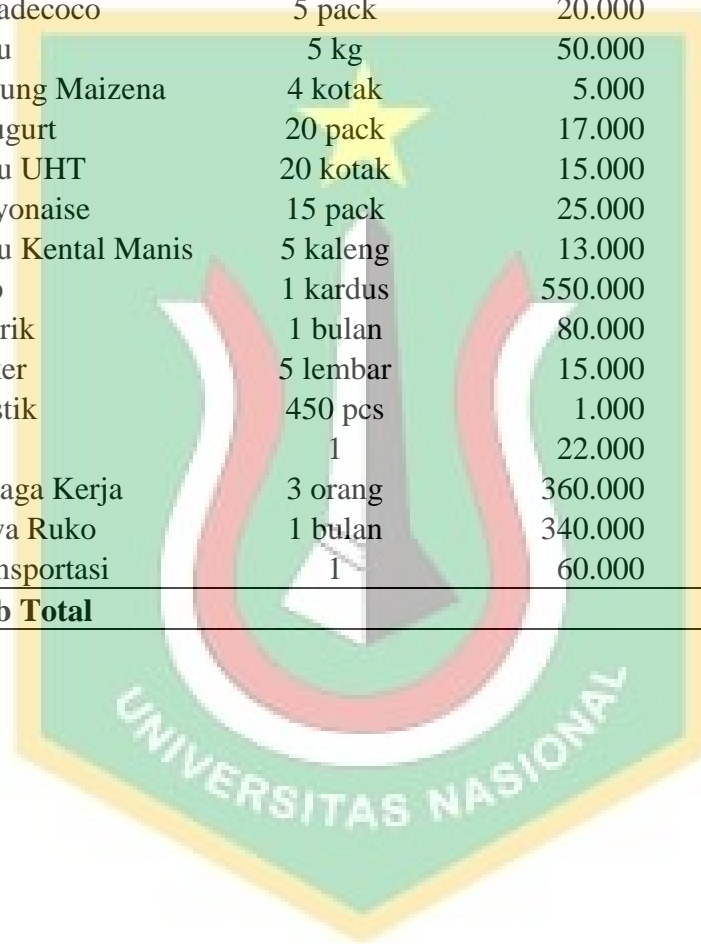 adecoco 5 pack 20.000
u 5 kg 50.000
ung Maizena 4 kotak 5.000
ugurt 20 pack 17.000
u UHT 20 kotak 15.000
yonaise 15 pack 25.000
u Kental Manis 5 kaleng 13.000
o 1 kardus 550.000
rik 1 bulan 80.000
ker 5 lembar 15.000
stik 450 pcs 1.000
1 22.000
aga Kerja 3 orang 360.000
va Ruko 1 bulan 340.000
nsportasi 1 60.000
b Total
UNIVERSITAS NASIONAL